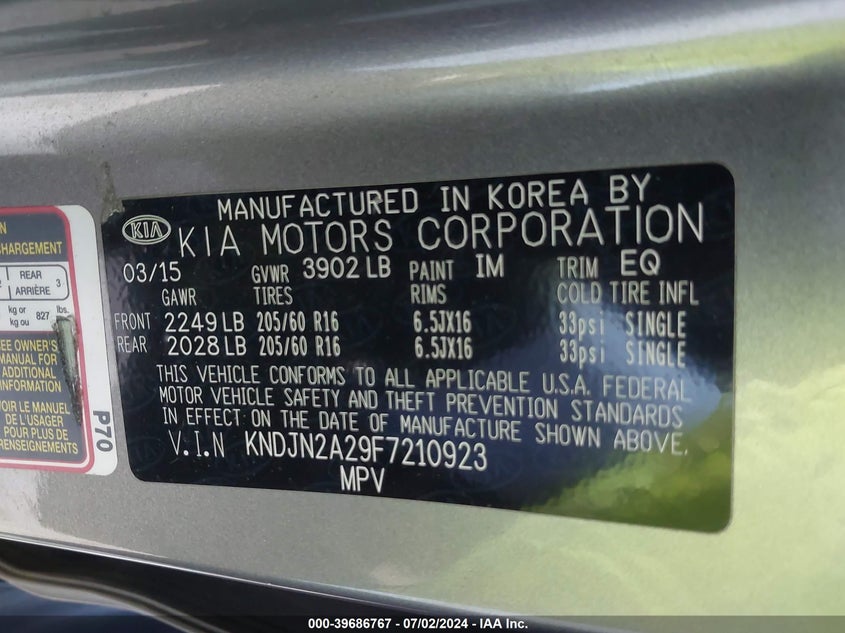 MANUFACTURED IN KOREA BY
KIA KIA MOTORS CORPORATION
03/15 GVWR 3902 LB PAINT IM TRIM EQ
GAWR TIRES RIMS COLD TIRE INFL
FRONT 2249 LB 205/60 R16 6.5JX16 33psi SINGLE
REAR 2028 LB 205/60 R16 6.5JX16 33psi SINGLE
THIS VEHICLE CONFORMS TO ALL APPLICABLE U.S.A. FEDERAL
MOTOR VEHICLE SAFETY AND THEFT PREVENTION STANDARDS
IN EFFECT ON THE DATE OF MANUFACTURE SHOWN ABOVE.
V.I.N KNDJN2A29F7210923
MPV
CHARGEMENT
REAR 3
ARRIÈRE
kg or
kg ou 827 lbs.
SEE OWNER'S
MANUAL FOR
ADDITIONAL
INFORMATION
VOIR LE MANUEL
DE L'USAGER
POUR PLUS DE
RENSEIGNEMENTS
P70
000-39686767 / 07/02/2024 - IAA Inc.